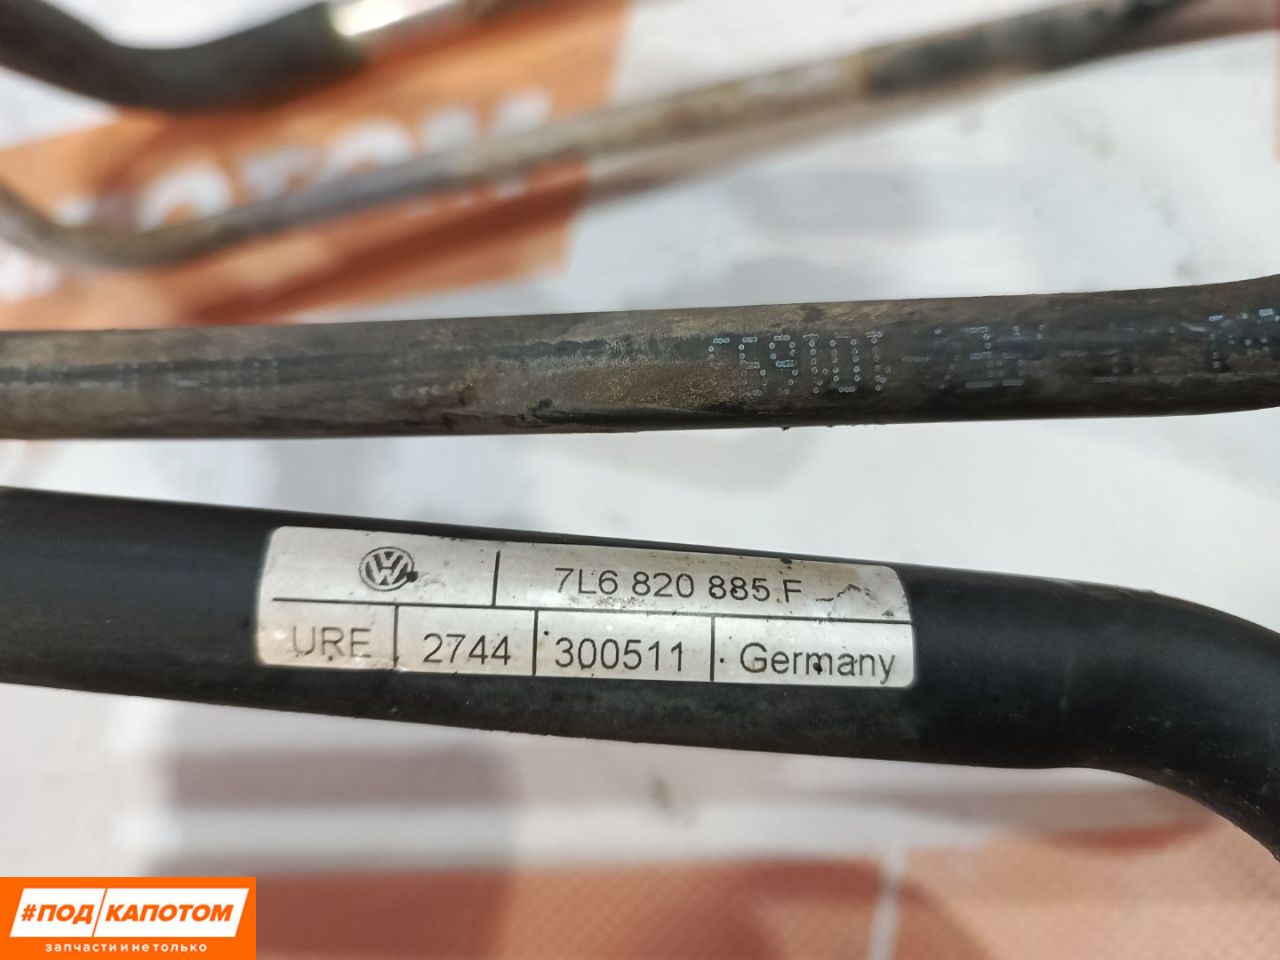 7L6 820 885 F
URE 2744 300511 Germany
#ПОД КАПОТОМ
запчасти и не только